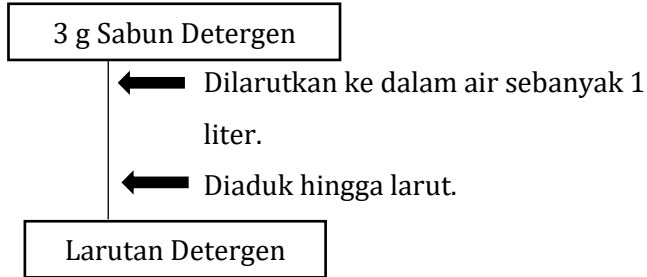 3 g Sabun Detergen
Dilarutkan ke dalam air sebanyak 1
liter.
Diaduk hingga larut.
Larutan Detergen